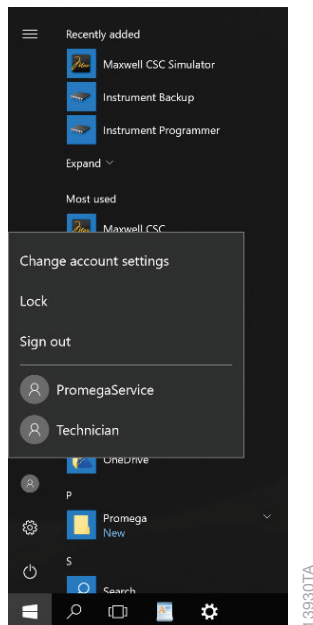 Recently added
Maxwell CSC Simulator
Instrument Backup
Instrument Programmer
Expand
Most used
Maxwell CSC
Change account settings
Lock
Sign out
PromegaService
Technician
OneDrive
P
Promega
New
S
Search
13930TA